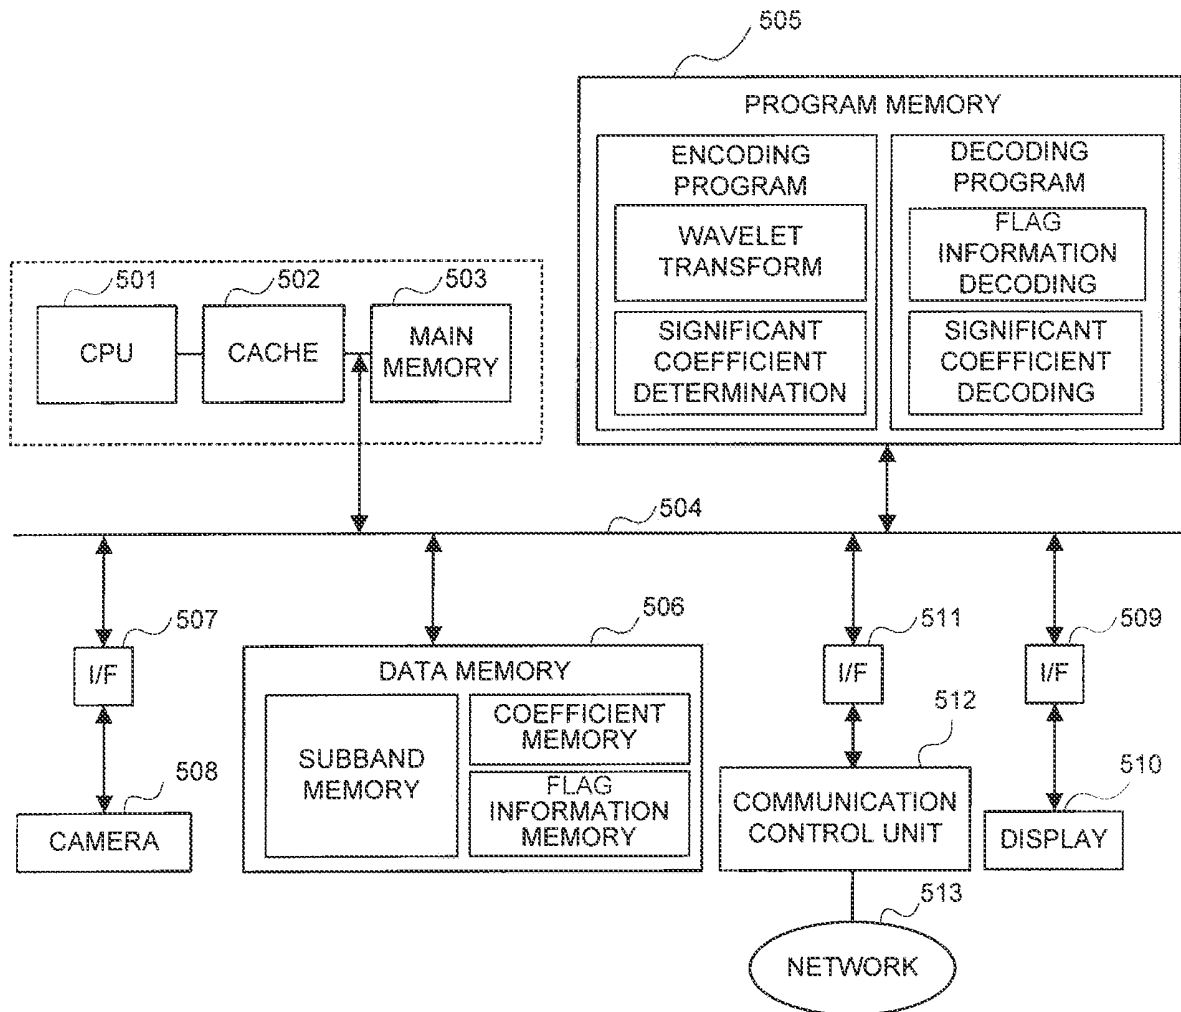 505
PROGRAM MEMORY
ENCODING
PROGRAM
WAVELET
TRANSFORM
SIGNIFICANT
COEFFICIENT
DETERMINATION
DECODING
PROGRAM
FLAG
INFORMATION
DECODING
SIGNIFICANT
COEFFICIENT
DECODING
501
502
503
CPU
CACHE
MAIN
MEMORY
504
507
I/F
508
CAMERA
506
DATA MEMORY
SUBBAND
MEMORY
COEFFICIENT
MEMORY
FLAG
INFORMATION
MEMORY
511
I/F
512
COMMUNICATION
CONTROL UNIT
513
NETWORK
509
I/F
510
DISPLAY